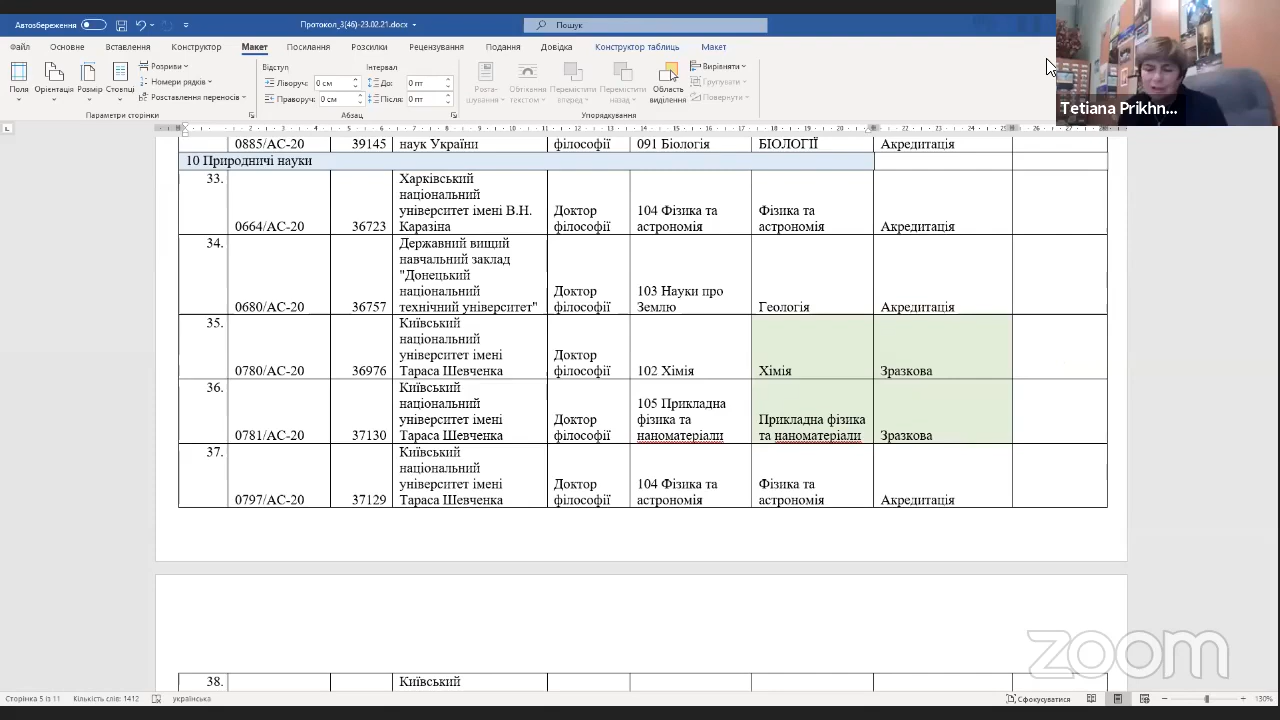 Автозбереження
Протокол_3(46)-23.02.21.docx
Пошук
Файл Основне Вставлення Конструктор Макет Посилання Розсилки Рецензування Подання Довідка Конструктор таблиць Макет
Поля
Орієнтація
Розмір
Стовпці
Розриви
Номери рядків
Розставлення переносів
Параметри сторінки
Відступ
Ліворуч: 0 см
Праворуч: 0 см
Інтервал
До: 0 пт
Після: 0 пт
Абзац
Розта-
шування
Обтікання
текстом
Перемістити
вперед
Перемістити
назад
Область
виділення
Вирівняти
Групувати
Повернути
Упорядкування
Tetiana Prikhn...
0885/АС-20 39145 наук України філософії 091 Біологія БІОЛОГІЇ Акредитація
10 Природничі науки
33.
0664/АС-20
36723
Харківський
національний
університет імені В.Н.
Каразіна
Доктор
філософії
104 Фізика та
астрономія
Фізика та
астрономія
Акредитація
34.
0680/АС-20
36757
Державний вищий
навчальний заклад
"Донецький
національний
технічний університет"
Доктор
філософії
103 Науки про
Землю
Геологія
Акредитація
35.
0780/АС-20
36976
Київський
національний
університет імені
Тараса Шевченка
Доктор
філософії
102 Хімія
Хімія
Зразкова
36.
0781/АС-20
37130
Київський
національний
університет імені
Тараса Шевченка
Доктор
філософії
105 Прикладна
фізика та
наноматеріали
Прикладна фізика
та наноматеріали
Зразкова
37.
0797/АС-20
37129
Київський
національний
університет імені
Тараса Шевченка
Доктор
філософії
104 Фізика та
астрономія
Фізика та
астрономія
Акредитація
38.
Київський
zoom
Сторінка 5 із 11 Кількість слів: 1412 українська
Сфокусуватися
130%